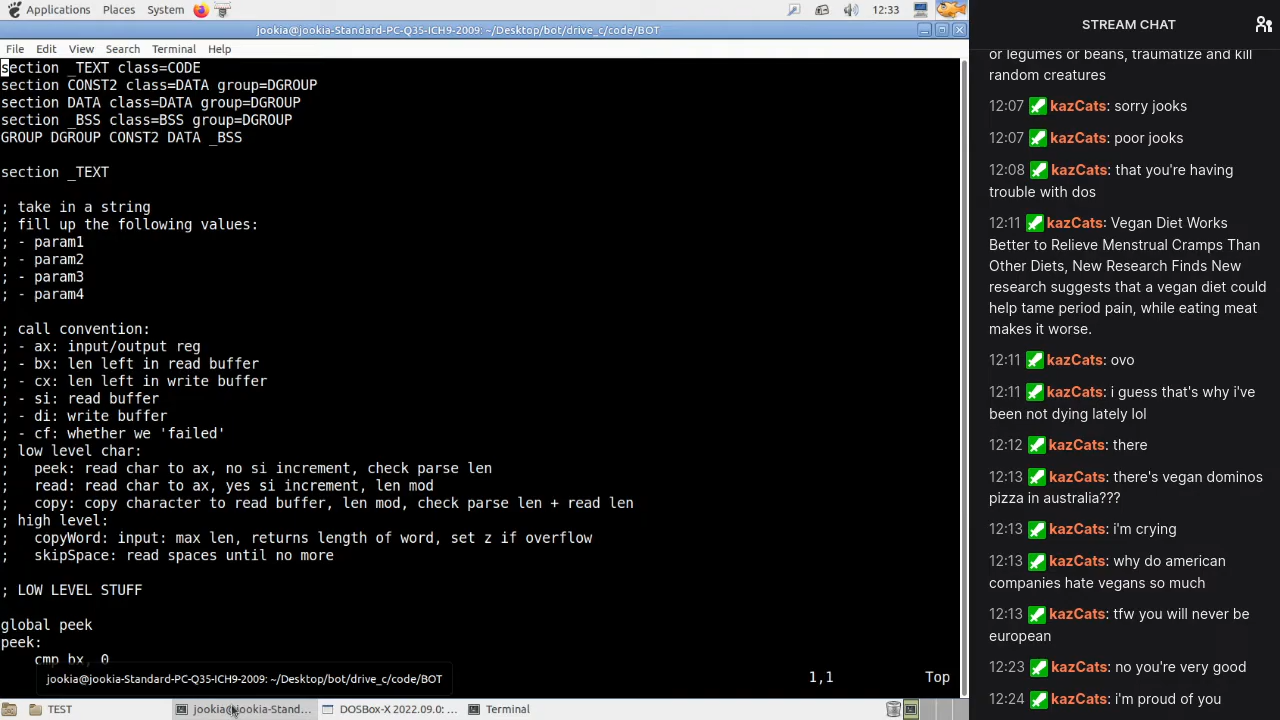 Applications Places System 12:33
jookia@jookia-Standard-PC-Q35-ICH9-2009: ~/Desktop/bot/drive_c/code/BOT
File Edit View Search Terminal Help
section _TEXT class=CODE
section CONST2 class=DATA group=DGROUP
section DATA class=DATA group=DGROUP
section _BSS class=BSS group=DGROUP
GROUP DGROUP CONST2 DATA _BSS
section _TEXT
; take in a string
; fill up the following values:
; - param1
; - param2
; - param3
; - param4
; call convention:
; - ax: input/output reg
; - bx: len left in read buffer
; - cx: len left in write buffer
; - si: read buffer
; - di: write buffer
; - cf: whether we 'failed'
; low level char:
;   peek: read char to ax, no si increment, check parse len
;   read: read char to ax, yes si increment, len mod
;   copy: copy character to read buffer, len mod, check parse len + read len
; high level:
;   copyWord: input: max len, returns length of word, set z if overflow
;   skipSpace: read spaces until no more
; LOW LEVEL STUFF
global peek
peek:
cmp bx, 0
jookia@jookia-Standard-PC-Q35-ICH9-2009: ~/Desktop/bot/drive_c/code/BOT
1,1 Top
TEST
jookia@jookia-Stand...
DOSBox-X 2022.09.0: ...
Terminal
STREAM CHAT
or legumes or beans, traumatize and kill
random creatures
12:07 kazCats: sorry jooks
12:07 kazCats: poor jooks
12:08 kazCats: that you're having
trouble with dos
12:11 kazCats: Vegan Diet Works
Better to Relieve Menstrual Cramps Than
Other Diets, New Research Finds New
research suggests that a vegan diet could
help tame period pain, while eating meat
makes it worse.
12:11 kazCats: ovo
12:11 kazCats: i guess that's why i've
been not dying lately lol
12:12 kazCats: there
12:13 kazCats: there's vegan dominos
pizza in australia???
12:13 kazCats: i'm crying
12:13 kazCats: why do american
companies hate vegans so much
12:13 kazCats: tfw you will never be
european
12:23 kazCats: no you're very good
12:24 kazCats: i'm proud of you